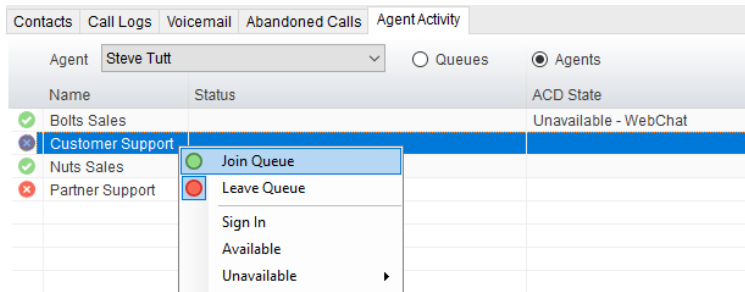 Contacts Call Logs Voicemail Abandoned Calls Agent Activity
Agent Steve Tutt Queues Agents
Name Status ACD State
Bolts Sales Unavailable - WebChat
Customer Support
Nuts Sales Join Queue
Partner Support Leave Queue
Sign In
Available
Unavailable